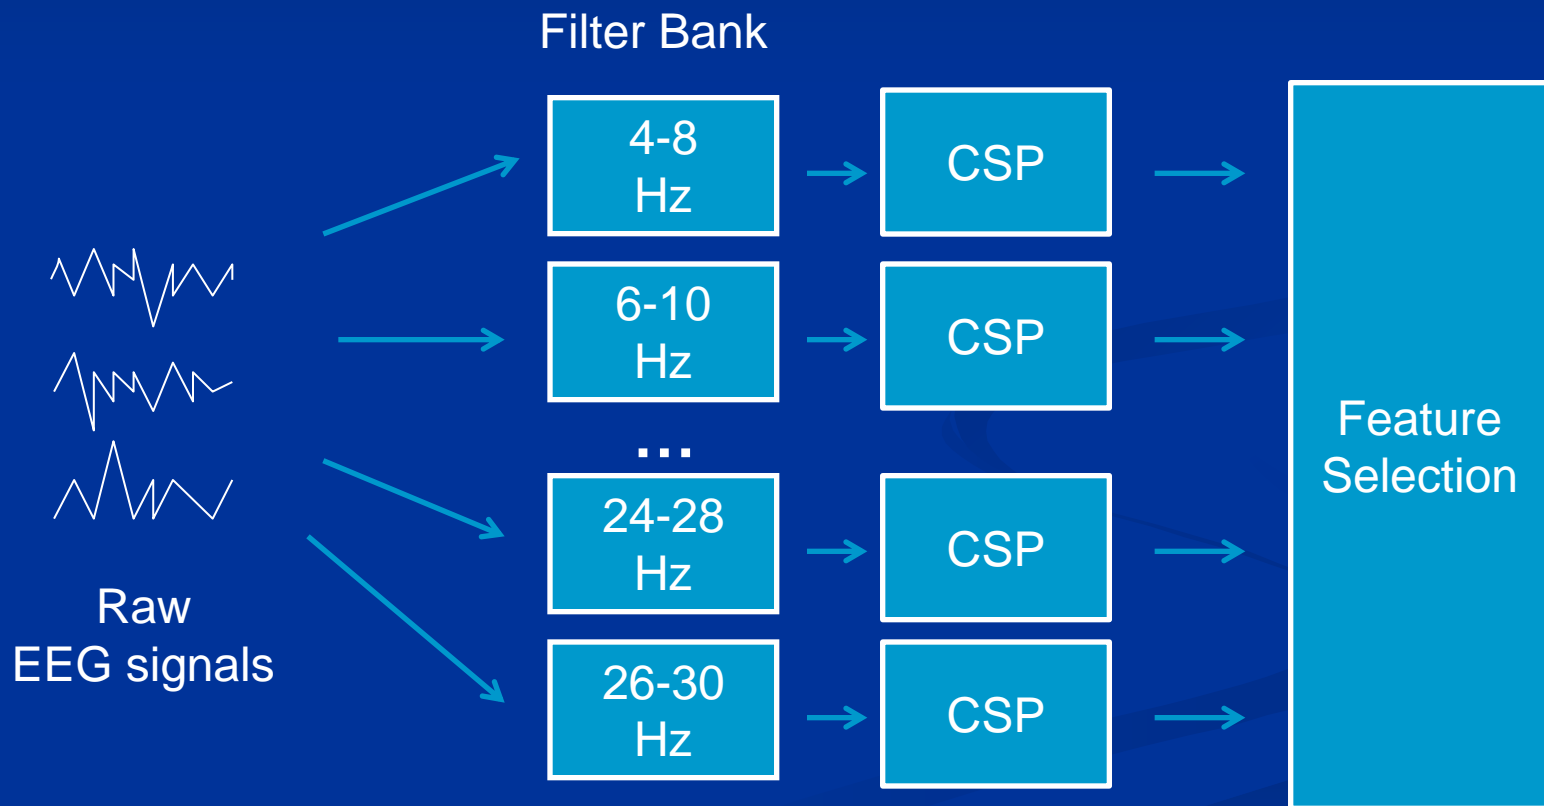 Filter Bank
4-8
Hz
CSP
6-10
Hz
CSP
...
24-28
Hz
CSP
26-30
Hz
CSP
Raw
EEG signals
Feature
Selection